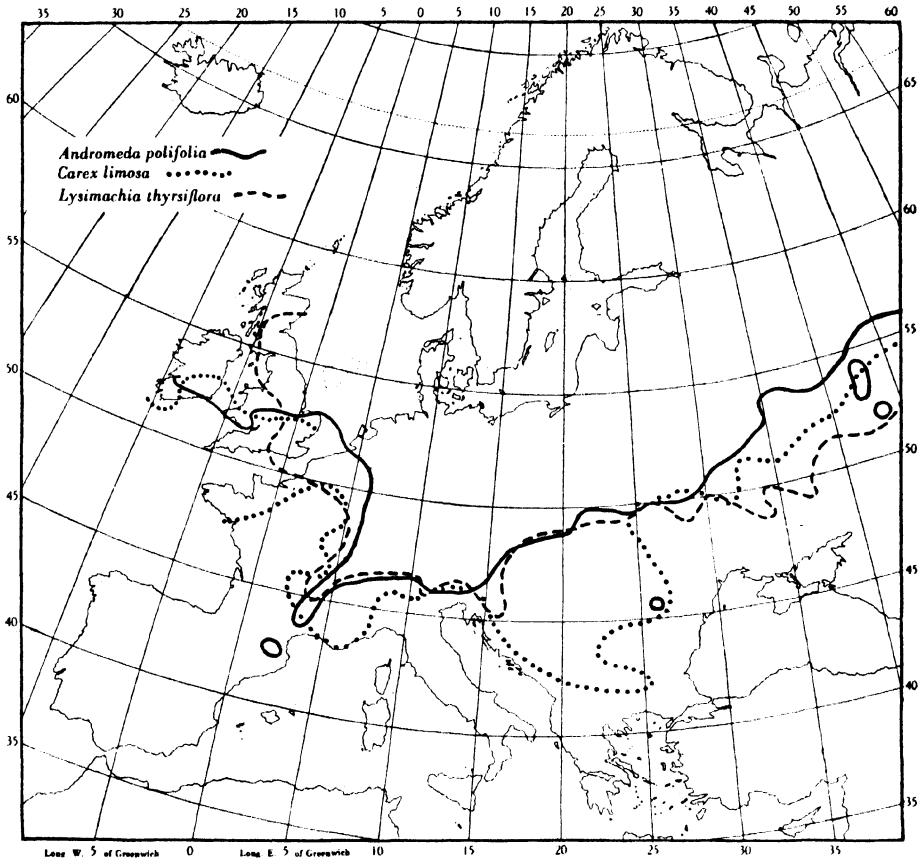 35 30 25 20 15 10 5 0 5 10 15 20 25 30 35 40 45 50 55 60
60
65
Andromeda polifolia
Carex limosa
Lysimachia thyrsiflora
60
55
55
50
50
45
45
40
40
35
35
Long W. 5 of Greenwich 0 Long E. 5 of Greenwich 10 15 20 25 30 35